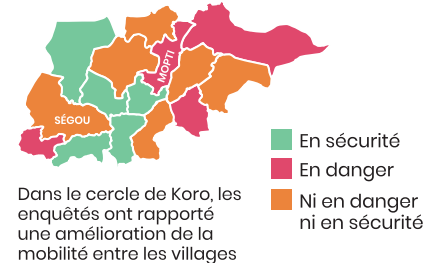 MOPTI
SÉGOU
En sécurité
En danger
Ni en danger
ni en sécurité
Dans le cercle de Koro, les
enquêtés ont rapporté
une amélioration de la
mobilité entre les villages